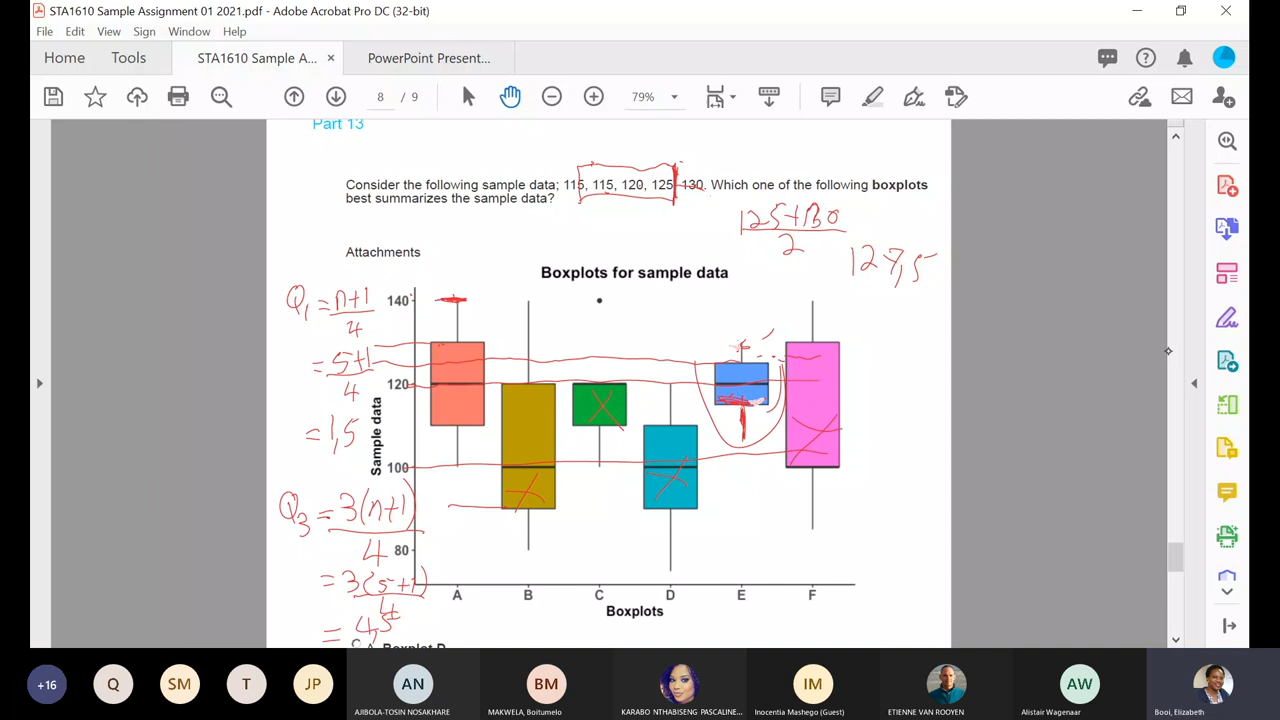 STA1610 Sample Assignment 01 2021.pdf - Adobe Acrobat Pro DC (32-bit)
File Edit View Sign Window Help
Home Tools STA1610 Sample A... × PowerPoint Present...
8 / 9 79%
Part 13
Consider the following sample data; 115, 115, 120, 125, 130. Which one of the following boxplots
best summarizes the sample data?
125+130
2
127,5
Attachments
Boxplots for sample data
Q1 = n+1
4
= 5+1
4
= 1,5
Q3 = 3(n+1)
4
= 3(5+1)
4
= 4,5
140
120
100
80
Sample data
A B C D E F
Boxplots
A. Boxplot D
+16 Q SM T JP AN BM IM AW
AJIBOLA-TOSIN NOSAKHARE MAKWELA, Boitumelo KARABO NTHABISENG PASCALINE... Inocentia Mashego (Guest) ETIENNE VAN ROOYEN Alistair Wagenaar Booi, Elizabeth